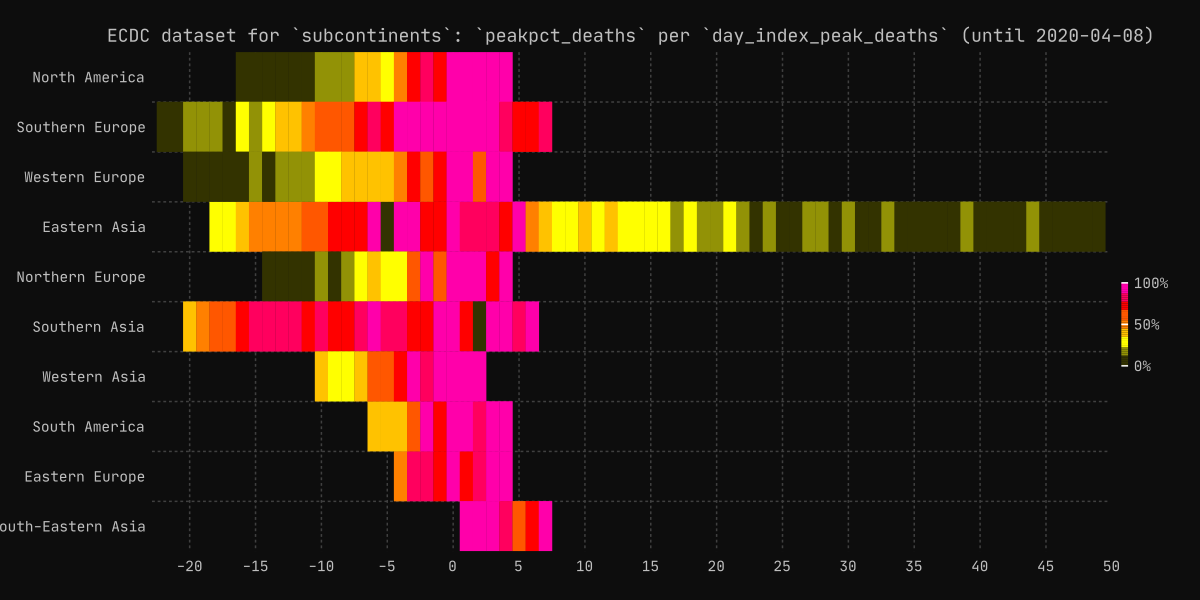 ECDC dataset for `subcontinents`: `peakpct_deaths` per `day_index_peak_deaths` (until 2020-04-08)
North America
Southern Europe
Western Europe
Eastern Asia
Northern Europe
Southern Asia
Western Asia
South America
Eastern Europe
outh-Eastern Asia
100%
50%
0%
-20 -15 -10 -5 0 5 10 15 20 25 30 35 40 45 50